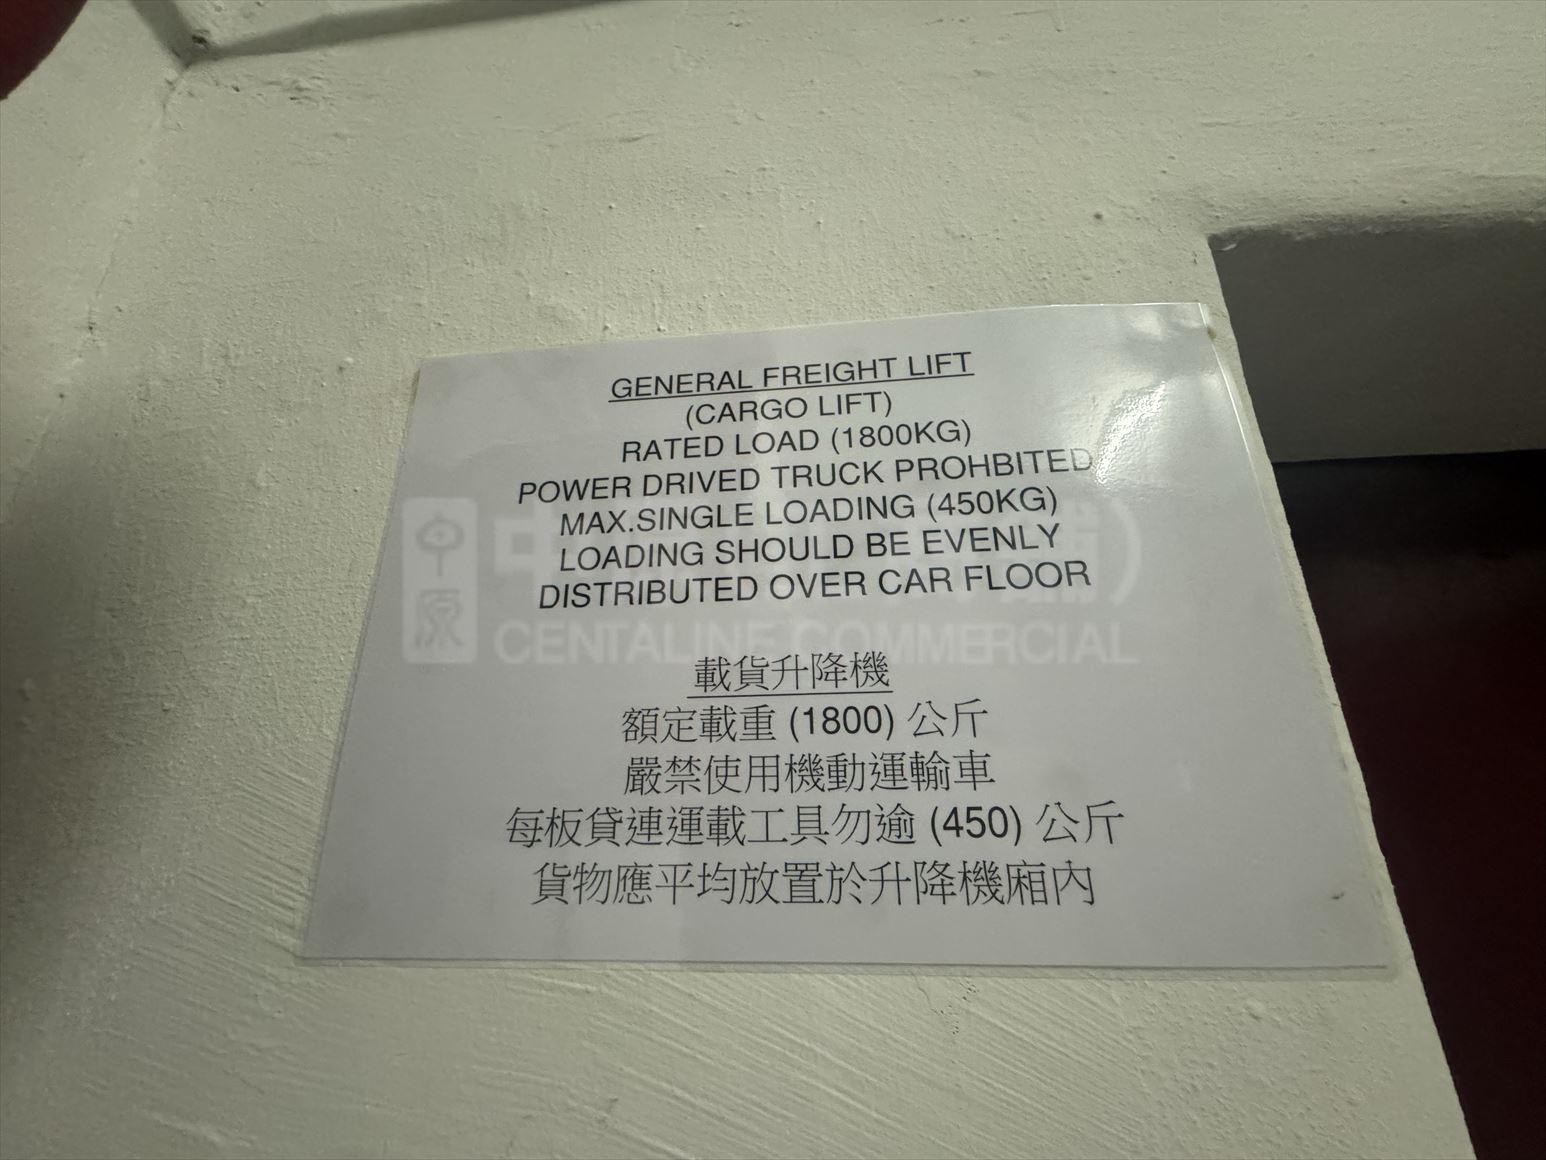 GENERAL FREIGHT LIFT
(CARGO LIFT)
RATED LOAD (1800KG)
POWER DRIVED TRUCK PROHBITED
MAX.SINGLE LOADING (450KG)
LOADING SHOULD BE EVENLY
DISTRIBUTED OVER CAR FLOOR
中原
CENTALINE COMMERCIAL
載貨升降機
額定載重 (1800) 公斤
嚴禁使用機動運輸車
每板貸連運載工具勿逾 (450) 公斤
貨物應平均放置於升降機廂內